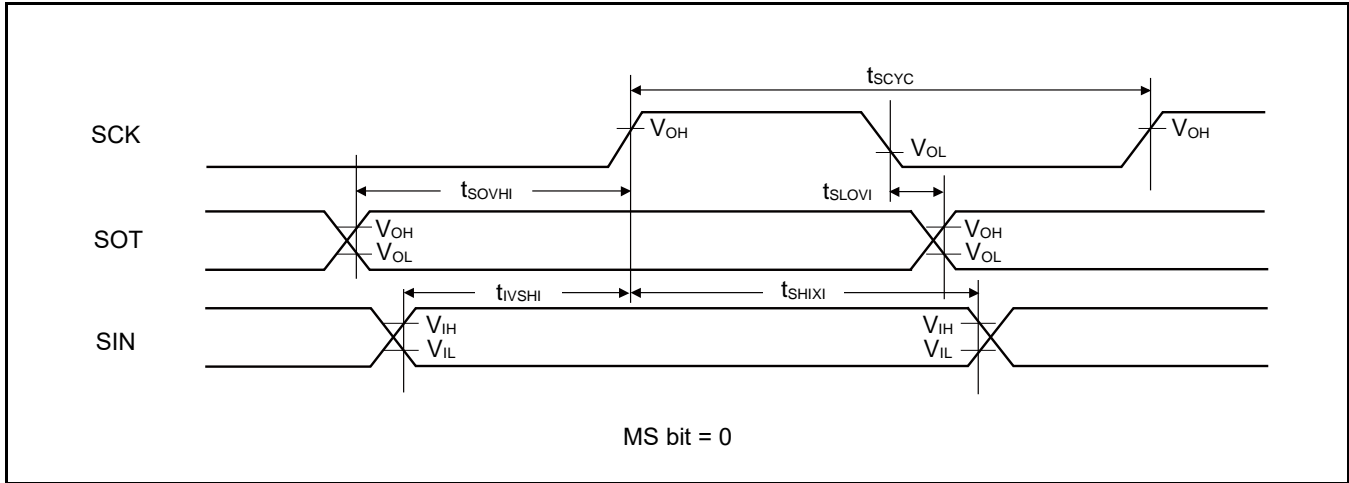 tSCYC
SCK
VOH
VOH
VOL
tSOVHI
tSLOVI
SOT
VOH
VOH
VOL
VOL
tIVSHI
tSHIXI
SIN
VIH
VIH
VIL
VIL
MS bit = 0